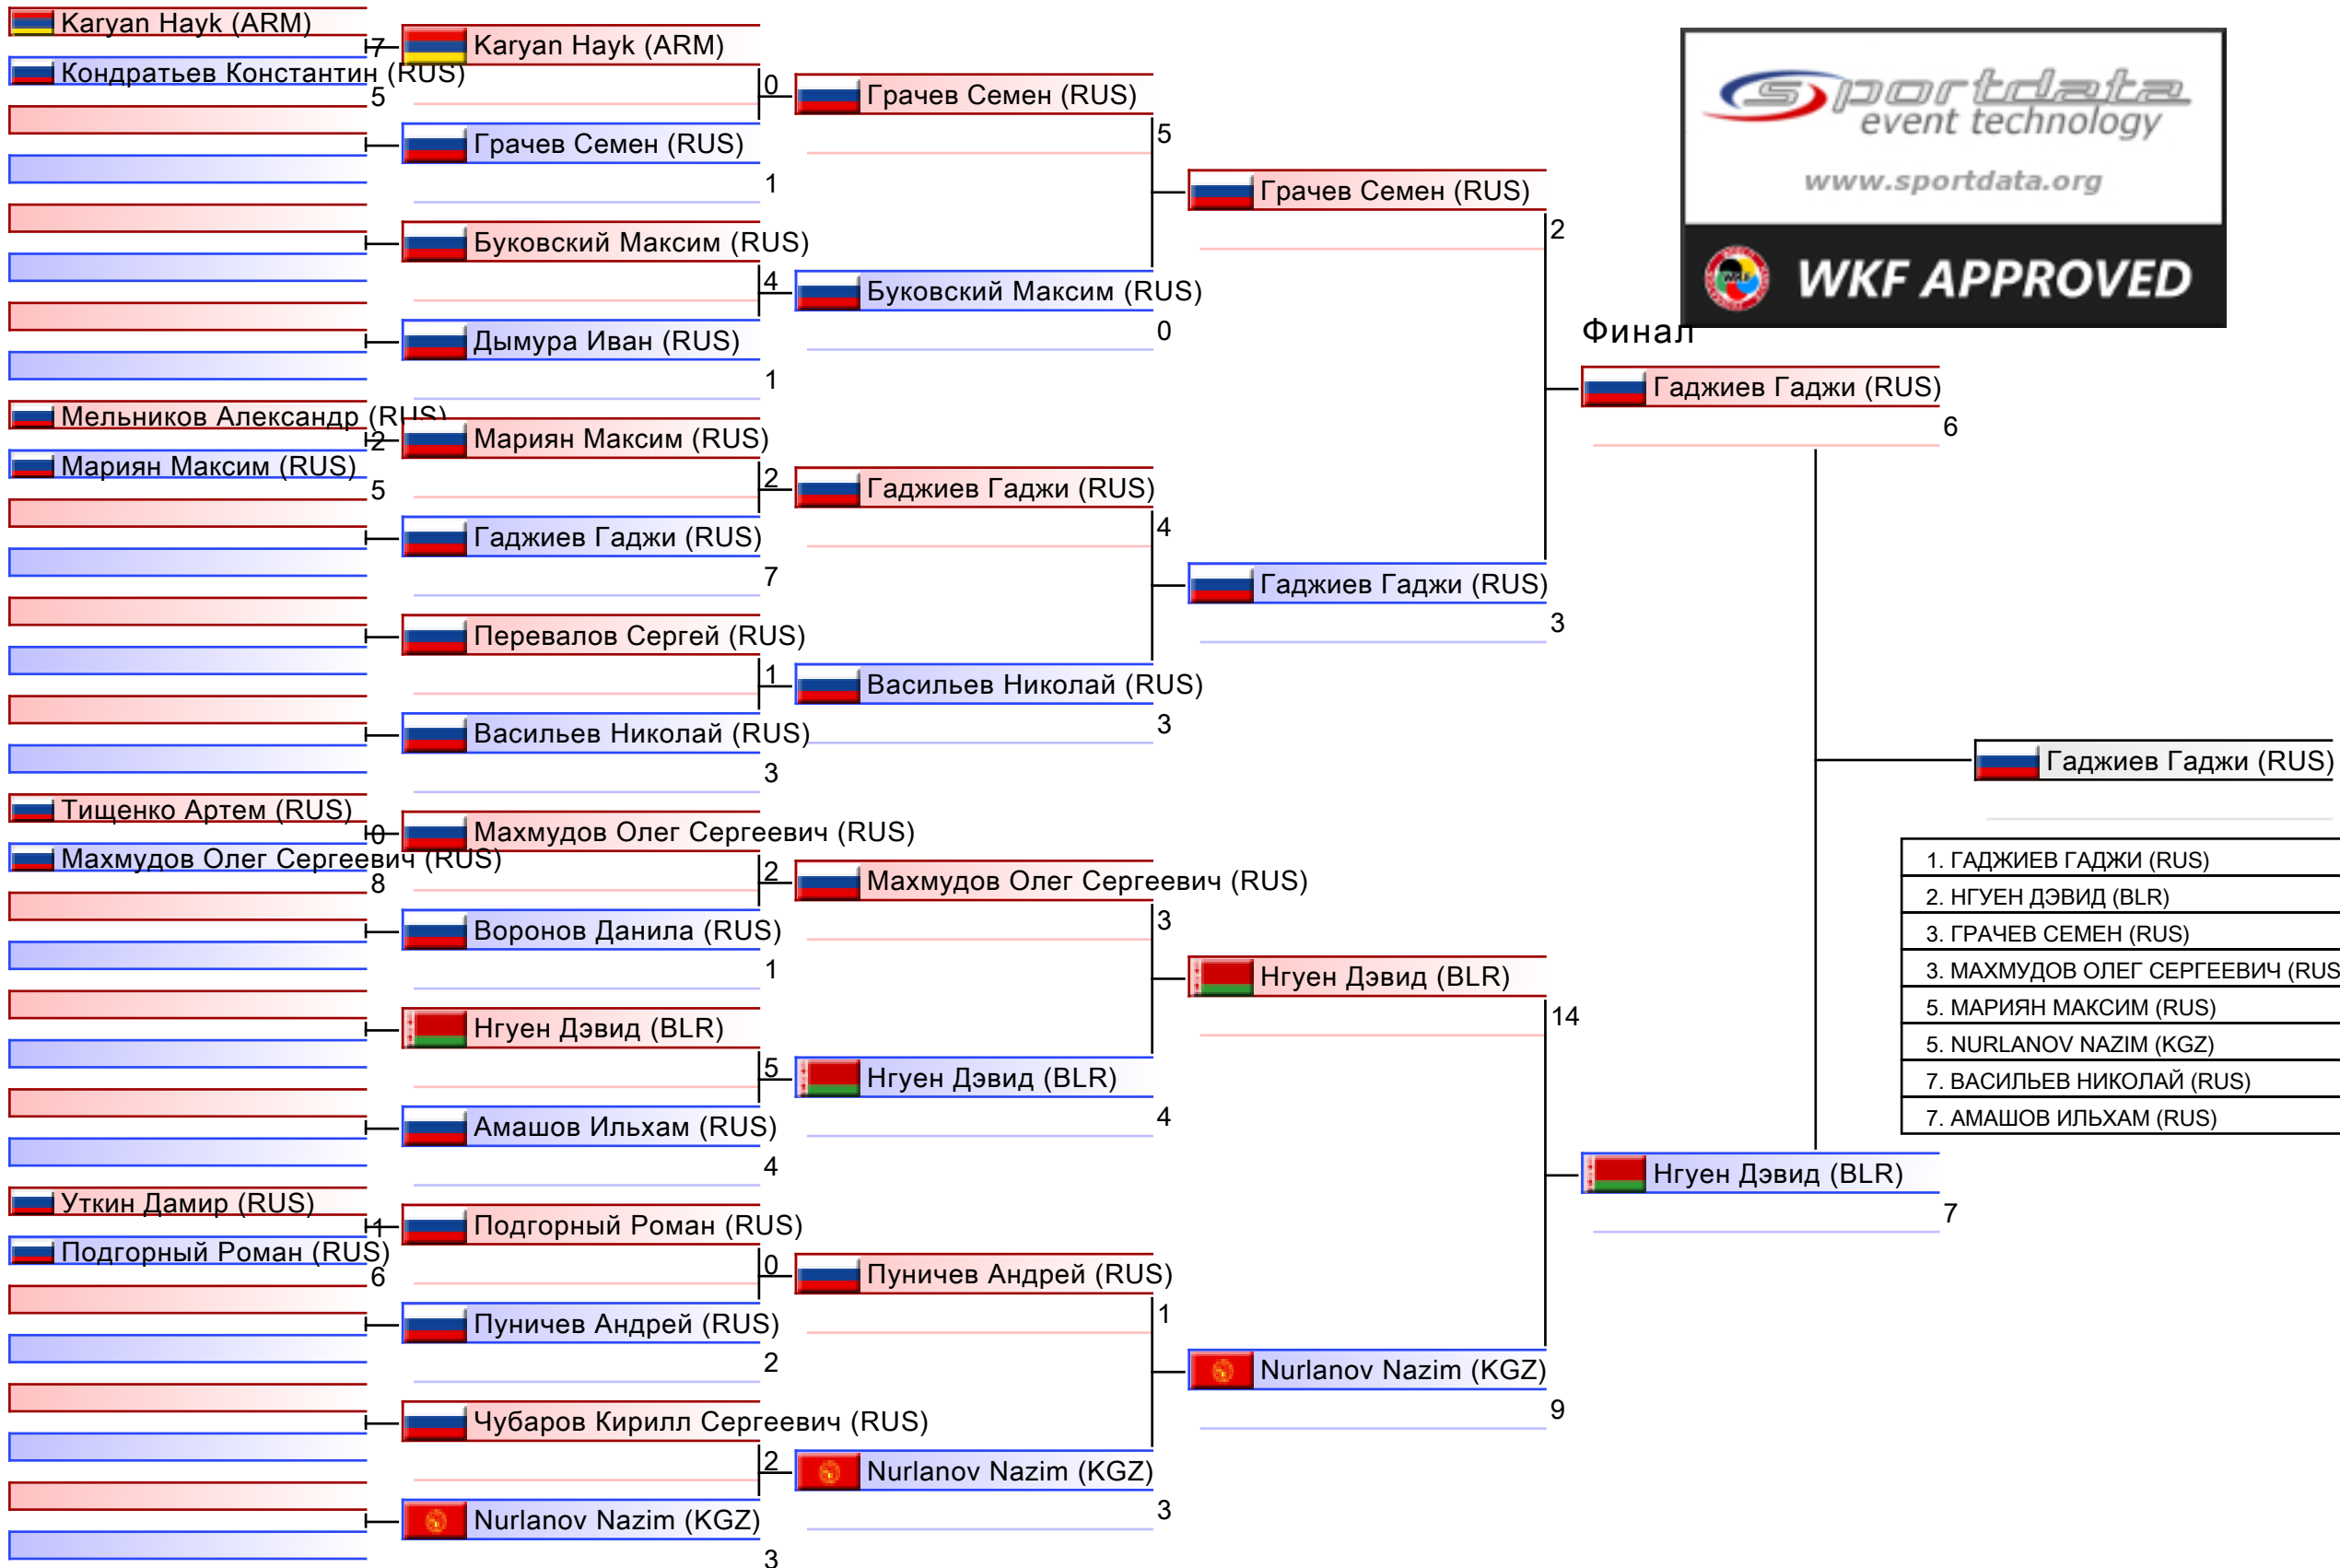 Karyan Hayk (ARM)
7
Кондратьев Константин (RUS)
5
Мельников Александр (RUS)
2
Мариян Максим (RUS)
5
Тищенко Артем (RUS)
0
Махмудов Олег Сергеевич (RUS)
8
Уткин Дамир (RUS)
1
Подгорный Роман (RUS)
6
Karyan Hayk (ARM)
0
Грачев Семен (RUS)
1
Буковский Максим (RUS)
4
Дымура Иван (RUS)
1
Мариян Максим (RUS)
2
Гаджиев Гаджи (RUS)
7
Перевалов Сергей (RUS)
1
Васильев Николай (RUS)
3
Махмудов Олег Сергеевич (RUS)
2
Воронов Данила (RUS)
1
Нгуен Дэвид (BLR)
5
Амашов Ильхам (RUS)
4
Подгорный Роман (RUS)
0
Пуничев Андрей (RUS)
2
Чубаров Кирилл Сергеевич (RUS)
2
Nurlanov Nazim (KGZ)
3
Грачев Семен (RUS)
5
Буковский Максим (RUS)
0
Гаджиев Гаджи (RUS)
4
Васильев Николай (RUS)
3
Махмудов Олег Сергеевич (RUS)
3
Нгуен Дэвид (BLR)
4
Пуничев Андрей (RUS)
1
Nurlanov Nazim (KGZ)
3
Грачев Семен (RUS)
2
Гаджиев Гаджи (RUS)
3
Нгуен Дэвид (BLR)
14
Nurlanov Nazim (KGZ)
9
sportdata
event technology
www.sportdata.org
WKF
WKF APPROVED
Финал
Гаджиев Гаджи (RUS)
6
Нгуен Дэвид (BLR)
7
Гаджиев Гаджи (RUS)
1. ГАДЖИЕВ ГАДЖИ (RUS)
2. НГУЕН ДЭВИД (BLR)
3. ГРАЧЕВ СЕМЕН (RUS)
3. МАХМУДОВ ОЛЕГ СЕРГЕЕВИЧ (RUS
5. МАРИЯН МАКСИМ (RUS)
5. NURLANOV NAZIM (KGZ)
7. ВАСИЛЬЕВ НИКОЛАЙ (RUS)
7. АМАШОВ ИЛЬХАМ (RUS)